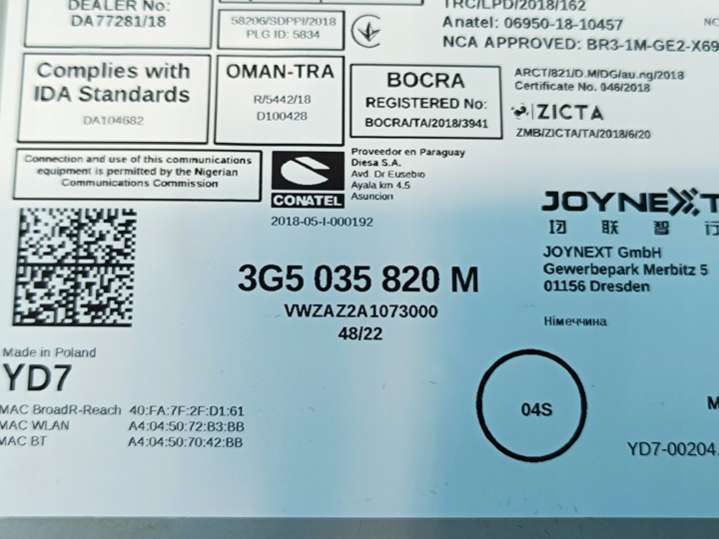 DEALER No:
DA77281/18
58206/SDPPI/2018
PLG ID: 5834
TRC/LPD/2018/162
Anatel: 06950-18-10457
NC
NCA APPROVED: BR3-1M-GE2-X69
Complies with
IDA Standards
DA104682
OMAN-TRA
R/5442/18
D100428
BOCRA
REGISTERED No:
BOCRA/TA/2018/3941
ARCT/821/D.M/DG/au.ng/2018
Certificate No. 046/2018
ZICTA
ZMB/ZICTA/TA/2018/6/20
Connection and use of this communications
equipment is permitted by the Nigerian
Communications Commission
CONATEL
2018-05-I-000192
Proveedor en Paraguay
Diesa S.A.
Avd. Dr Eusebio
Ayala km 4,5
Asuncion
JOYNEXT
联 智 行
JOYNEXT GmbH
Gewerbepark Merbitz 5
01156 Dresden
Німеччина
3G5 035 820 M
VWZAZ2A1073000
48/22
Made in Poland
YD7
MAC BroadR-Reach 40:FA:7F:2F:D1:61
MAC WLAN A4:04:50:72:B3:BB
MAC BT A4:04:50:70:42:BB
04S
M
YD7-00204.